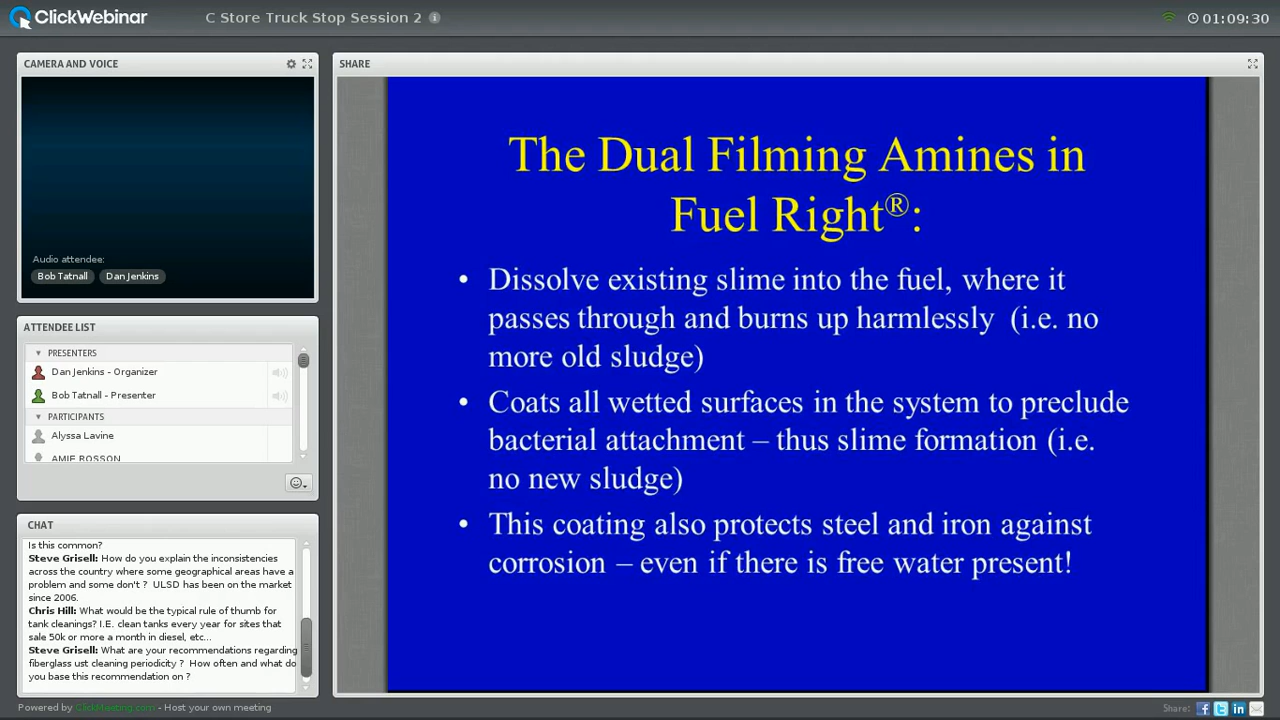 ClickWebinar
C Store Truck Stop Session 2
01:09:30
CAMERA AND VOICE
Audio attendee:
Bob Tatnall Dan Jenkins
ATTENDEE LIST
PRESENTERS
Dan Jenkins - Organizer
Bob Tatnall - Presenter
PARTICIPANTS
Alyssa Lavine
AMIE ROSSON
CHAT
Is this common?
Steve Grisell: How do you explain the inconsistencies
across the country where some geographical areas have a
problem and some don't ? ULSD has been on the market
since 2006.
Chris Hill: What would be the typical rule of thumb for
tank cleanings? I.E. clean tanks every year for sites that
sale 50k or more a month in diesel, etc...
Steve Grisell: What are your recommendations regarding
fiberglass ust cleaning periodicity ? How often and what do
you base this recommendation on ?
SHARE
The Dual Filming Amines in
Fuel Right®:
• Dissolve existing slime into the fuel, where it
passes through and burns up harmlessly (i.e. no
more old sludge)
• Coats all wetted surfaces in the system to preclude
bacterial attachment – thus slime formation (i.e.
no new sludge)
• This coating also protects steel and iron against
corrosion – even if there is free water present!
Powered by ClickMeeting.com - Host your own meeting
Share: